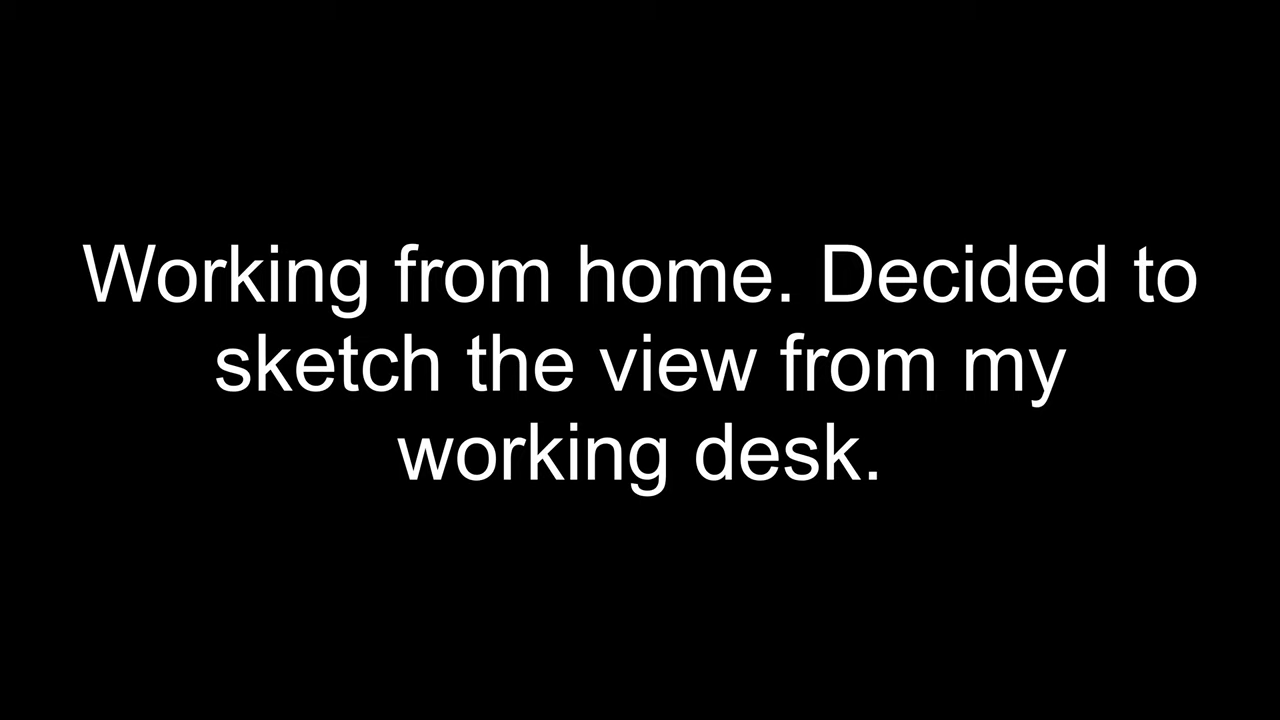 Working from home. Decided to
sketch the view from my
working desk.